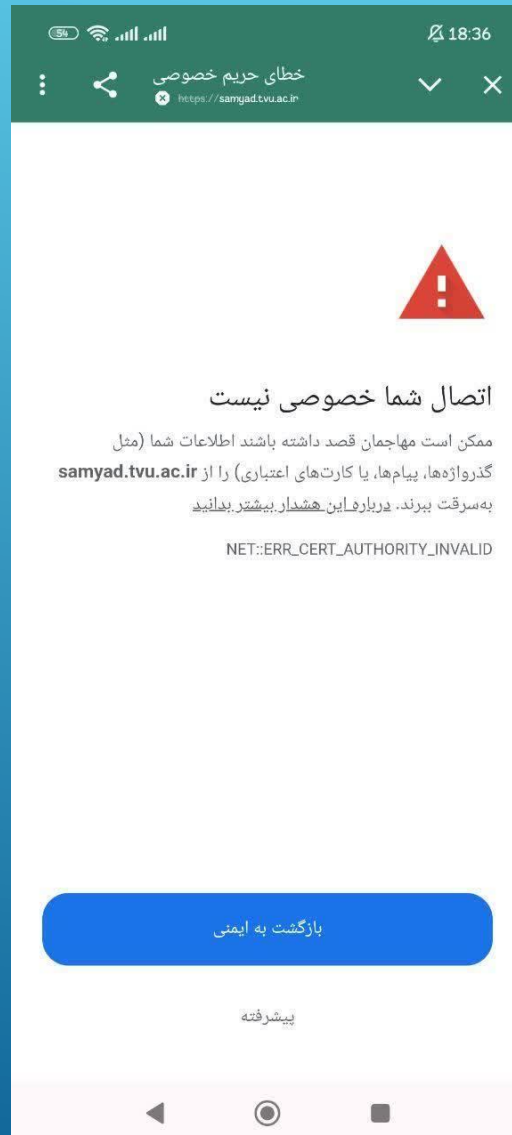 54
18:36
خطای حریم خصوصی
https://samyad.tvu.ac.ir
اتصال شما خصوصی نیست
ممکن است مهاجمان قصد داشته باشند اطلاعات شما (مثل
گذرواژه‌ها، پیام‌ها، یا کارت‌های اعتباری) را از samyad.tvu.ac.ir
به‌سرقت ببرند. درباره این هشدار بیشتر بدانید
NET::ERR_CERT_AUTHORITY_INVALID
بازگشت به ایمنی
پیشرفته